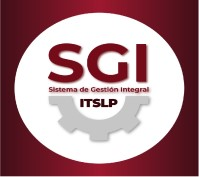 SGI
Sistema de Gestión Integral
ITSLP